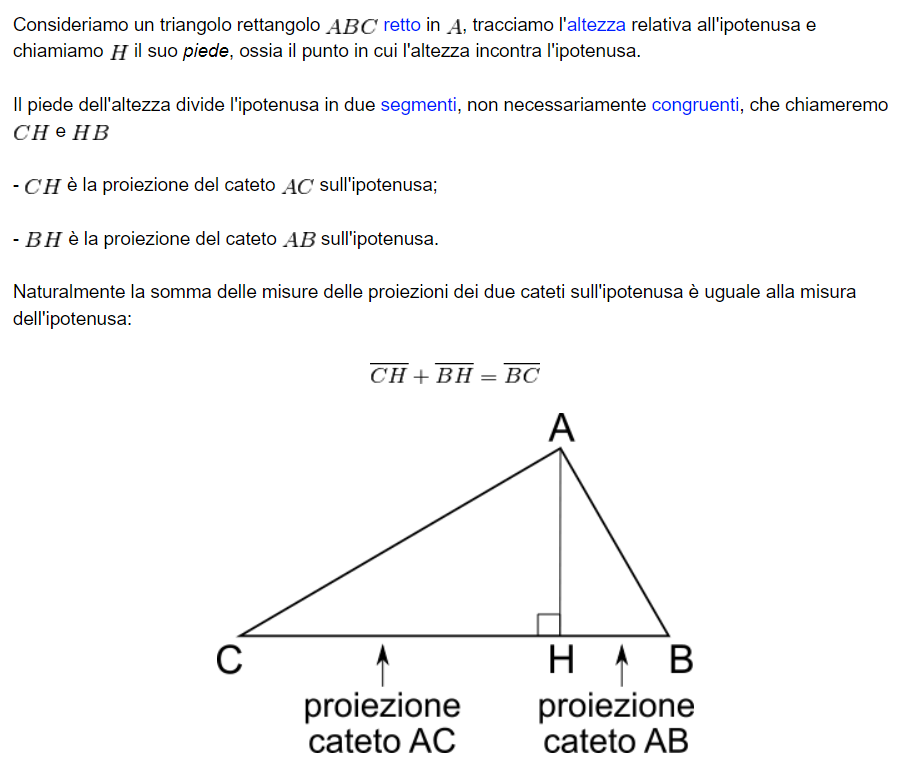 Consideriamo un triangolo rettangolo ABC retto in A, tracciamo l'altezza relativa all'ipotenusa e
chiamiamo H il suo piede, ossia il punto in cui l'altezza incontra l'ipotenusa.
Il piede dell'altezza divide l'ipotenusa in due segmenti, non necessariamente congruenti, che chiameremo
CH e HB
- CH è la proiezione del cateto AC sull'ipotenusa;
- BH è la proiezione del cateto AB sull'ipotenusa.
Naturalmente la somma delle misure delle proiezioni dei due cateti sull'ipotenusa è uguale alla misura
dell'ipotenusa:
C̅H̅ + B̅H̅ = B̅C̅
A
C H B
proiezione proiezione
cateto AC cateto AB